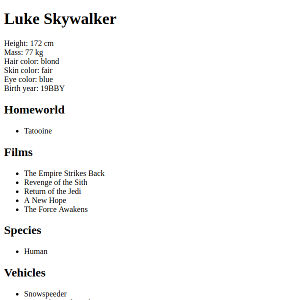 Luke Skywalker
Height: 172 cm
Mass: 77 kg
Hair color: blond
Skin color: fair
Eye color: blue
Birth year: 19BBY
Homeworld
Tatooine
Films
The Empire Strikes Back
Revenge of the Sith
Return of the Jedi
A New Hope
The Force Awakens
Species
Human
Vehicles
Snowspeeder